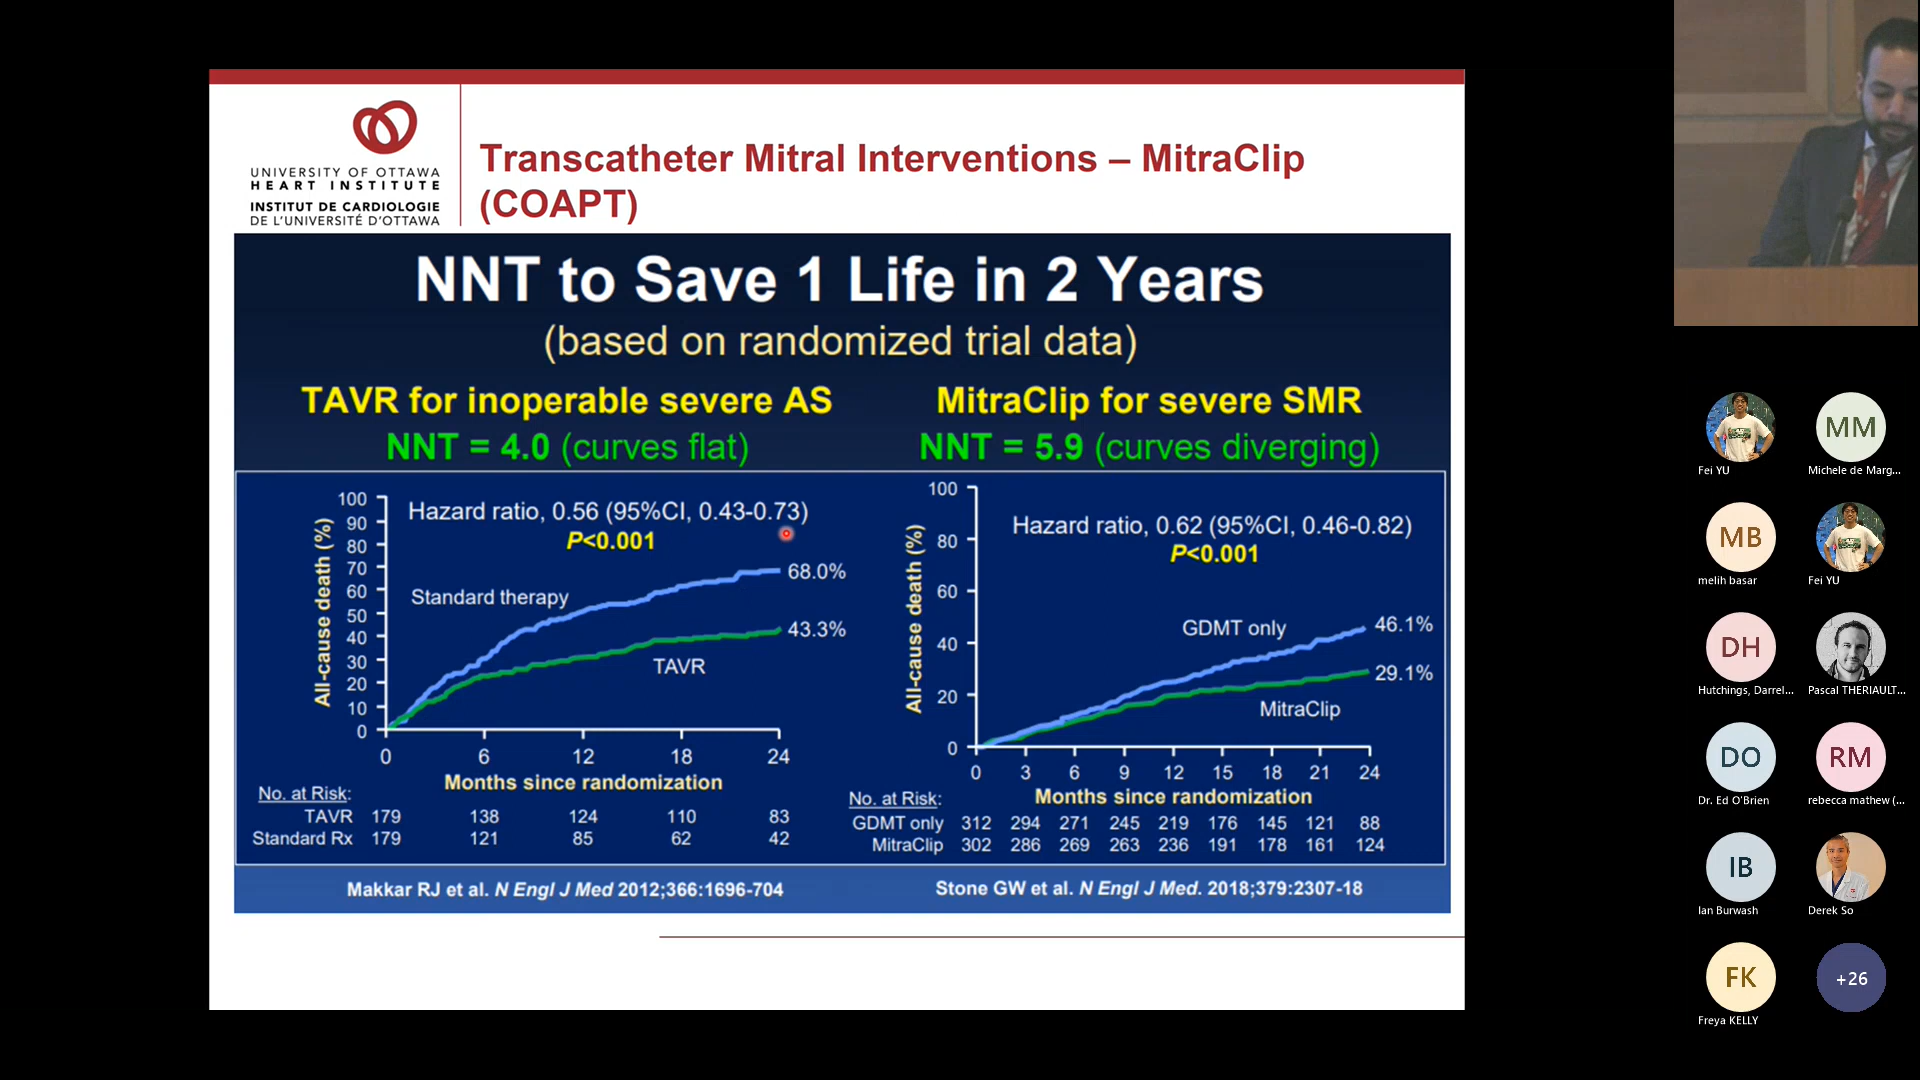 UNIVERSITY OF OTTAWA
HEART INSTITUTE
INSTITUT DE CARDIOLOGIE
DE L'UNIVERSITÉ D'OTTAWA
Transcatheter Mitral Interventions – MitraClip
(COAPT)
NNT to Save 1 Life in 2 Years
(based on randomized trial data)
TAVR for inoperable severe AS
NNT = 4.0 (curves flat)
All-cause death (%)
100
90
80
70
60
50
40
30
20
10
0
Hazard ratio, 0.56 (95%CI, 0.43-0.73)
P<0.001
68.0%
Standard therapy
43.3%
TAVR
0 6 12 18 24
Months since randomization
No. at Risk:
TAVR 179 138 124 110 83
Standard Rx 179 121 85 62 42
Makkar RJ et al. N Engl J Med 2012;366:1696-704
MitraClip for severe SMR
NNT = 5.9 (curves diverging)
All-cause death (%)
100
80
60
40
20
0
Hazard ratio, 0.62 (95%CI, 0.46-0.82)
P<0.001
GDMT only
46.1%
29.1%
MitraClip
0 3 6 9 12 15 18 21 24
Months since randomization
No. at Risk:
GDMT only 312 294 271 245 219 176 145 121 88
MitraClip 302 286 269 263 236 191 178 161 124
Stone GW et al. N Engl J Med. 2018;379:2307-18
Fei YU
MM
Michele de Marg...
MB
melih basar
Fei YU
DH
Hutchings, Darrel...
Pascal THERIAULT...
DO
Dr. Ed O'Brien
RM
rebecca mathew (...
IB
Ian Burwash
Derek So
FK
Freya KELLY
+26